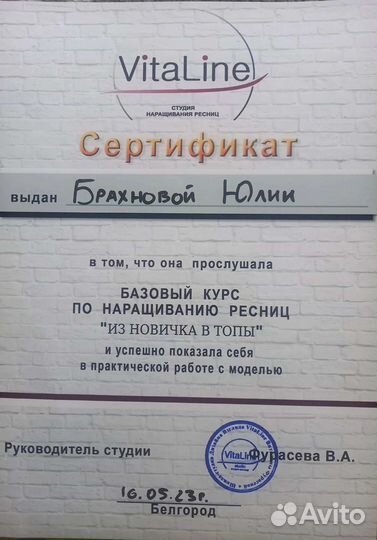 VitaLine
СТУДИЯ
НАРАЩИВАНИЯ РЕСНИЦ
Сертификат
выдан Брахновой Юлии
в том, что она прослушала
БАЗОВЫЙ КУРС
ПО НАРАЩИВАНИЮ РЕСНИЦ
"ИЗ НОВИЧКА В ТОПЫ"
и успешно показала себя
в практической работе с моделью
Руководитель студии Фурасева В.А.
VitaLine
16.05.23г.
Белгород
Avito